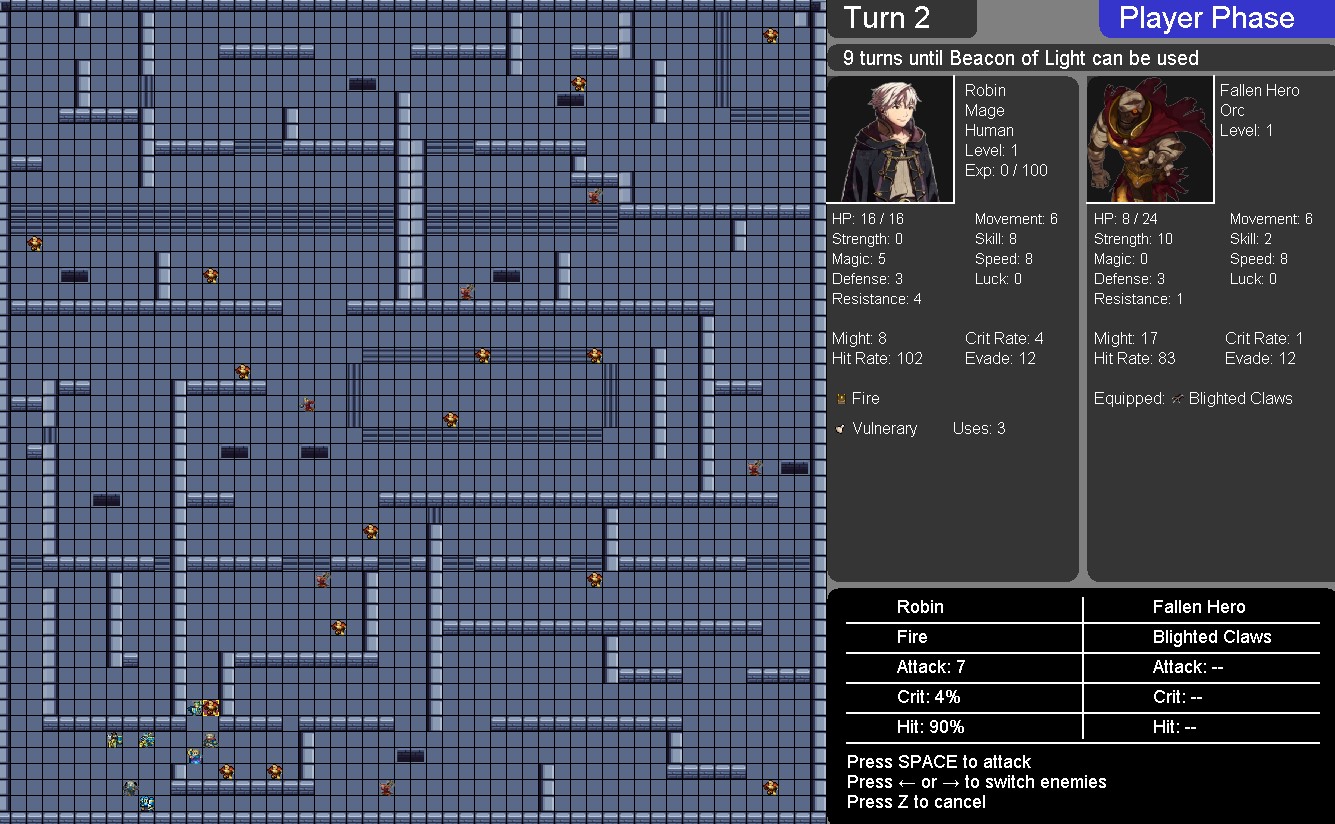 Turn 2
Player Phase
9 turns until Beacon of Light can be used
Robin
Mage
Human
Level: 1
Exp: 0 / 100
HP: 16 / 16
Movement: 6
Strength: 0
Skill: 8
Magic: 5
Speed: 8
Defense: 3
Luck: 0
Resistance: 4
Might: 8
Crit Rate: 4
Hit Rate: 102
Evade: 12
Fire
Vulnerary
Uses: 3
Fallen Hero
Orc
Level: 1
HP: 8 / 24
Movement: 6
Strength: 10
Skill: 2
Magic: 0
Speed: 8
Defense: 3
Luck: 0
Resistance: 1
Might: 17
Crit Rate: 1
Hit Rate: 83
Evade: 12
Equipped: Blighted Claws
Robin
Fallen Hero
Fire
Blighted Claws
Attack: 7
Attack: --
Crit: 4%
Crit: --
Hit: 90%
Hit: --
Press SPACE to attack
Press ← or → to switch enemies
Press Z to cancel